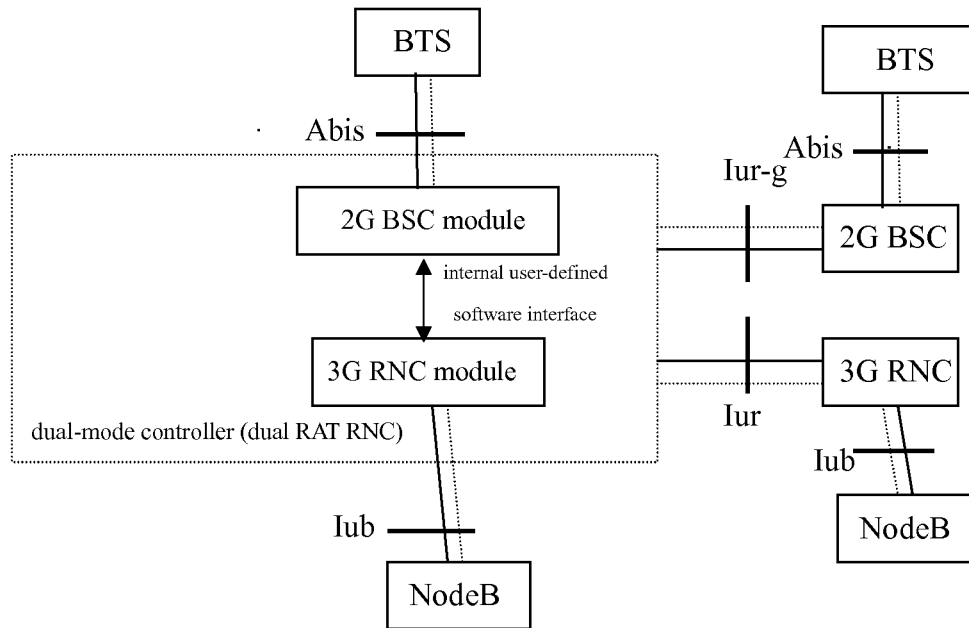 BTS
BTS
Abis
Abis
Iur-g
2G BSC module
2G BSC
internal user-defined
software interface
3G RNC module
3G RNC
dual-mode controller (dual RAT RNC)
Iur
Iub
Iub
NodeB
NodeB